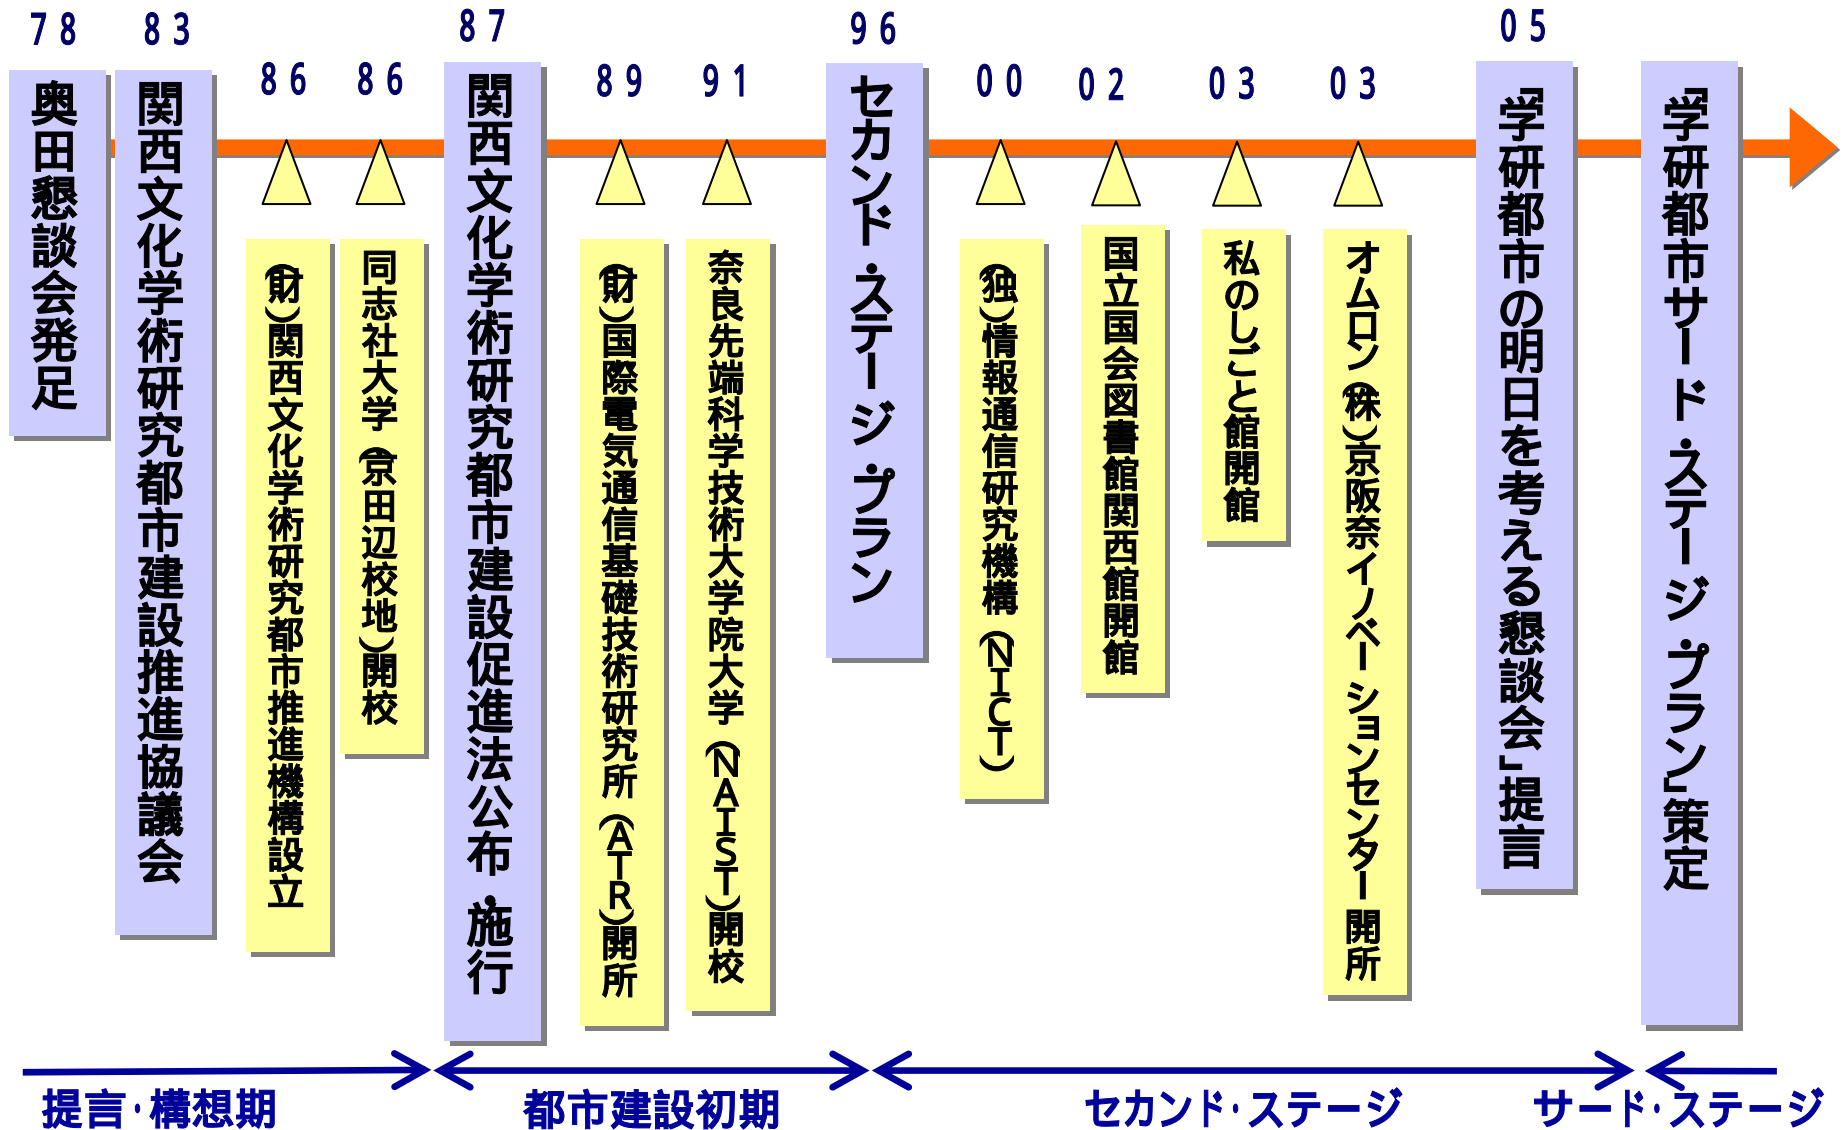 78
奥田懇談会発足
83
関西文化学術研究都市建設推進協議会
86
(財)関西文化学術研究都市推進機構設立
86
同志社大学(京田辺校地)開校
87
関西文化学術研究都市建設促進法公布・施行
89
(財)国際電気通信基礎技術研究所(ATR)開所
91
奈良先端科学技術大学院大学(NAIST)開校
96
セカンド・ステージ・プラン
00
(独)情報通信研究機構(NICT)
02
国立国会図書館関西館開館
03
私のしごと館開館
03
オムロン(株)京阪奈イノベーションセンター開所
05
「学研都市の明日を考える懇談会」提言
「学研都市サード・ステージ・プラン」策定
提言・構想期
都市建設初期
セカンド・ステージ
サード・ステージ